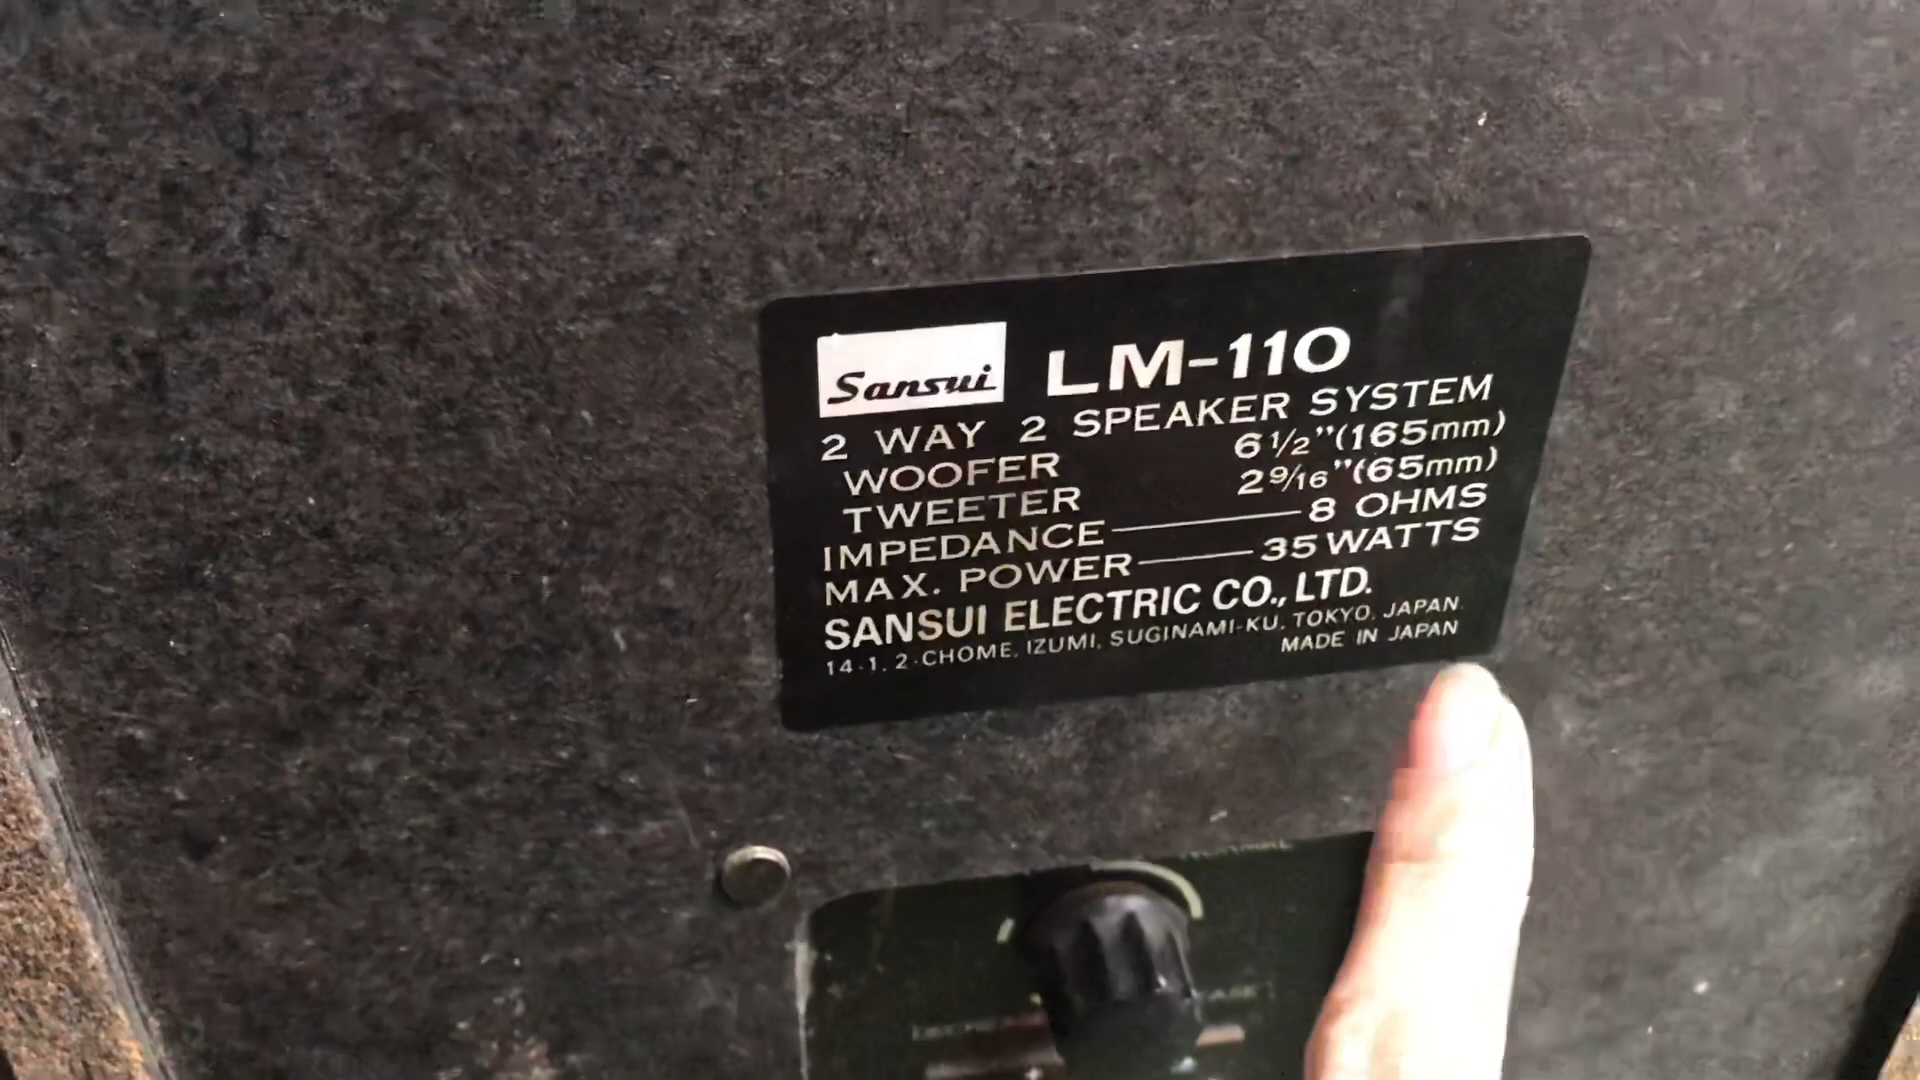 Sansui LM-110
2 WAY 2 SPEAKER SYSTEM
WOOFER 6 1/2"(165mm)
TWEETER 2 9/16"(65mm)
IMPEDANCE 8 OHMS
MAX. POWER 35 WATTS
SANSUI ELECTRIC CO., LTD.
14-1, 2-CHOME, IZUMI, SUGINAMI-KU, TOKYO, JAPAN
MADE IN JAPAN